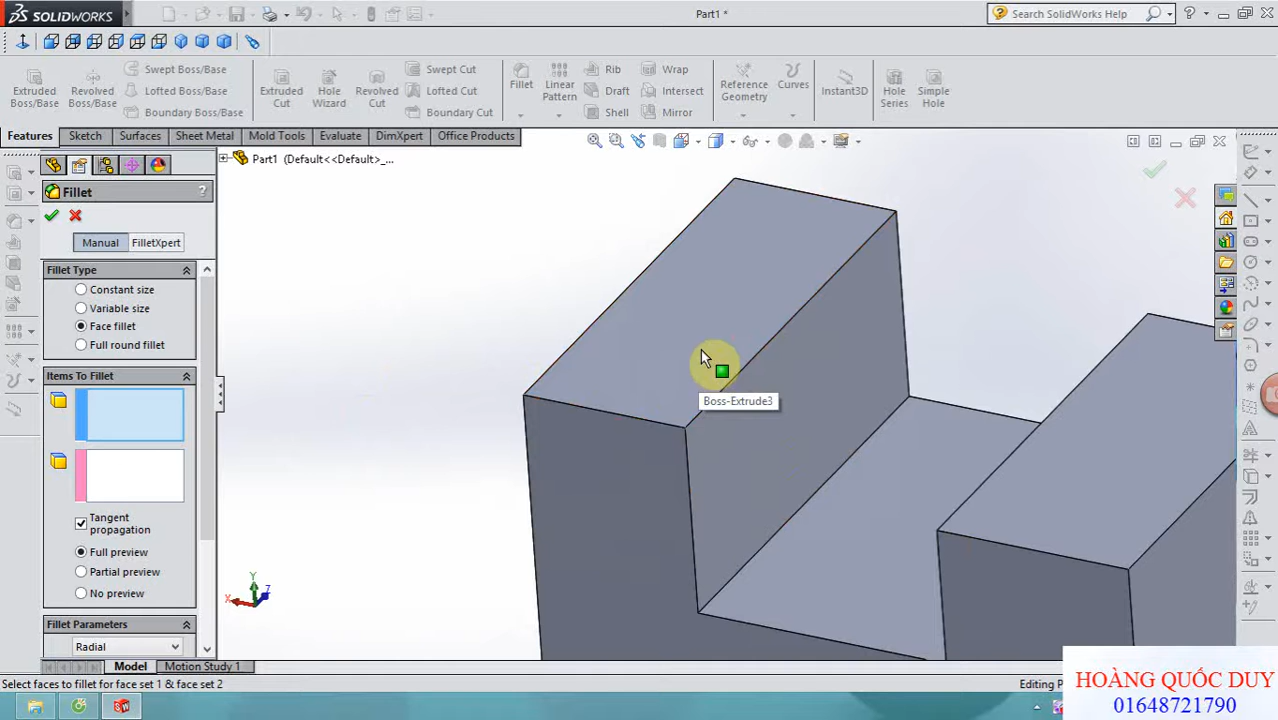 SOLIDWORKS
Part1 *
Search SolidWorks
Extruded Boss/Base
Revolved Boss/Base
Swept Boss/Base
Lofted Boss/Base
Boundary Boss/Base
Extruded Cut
Hole Wizard
Revolved Cut
Swept Cut
Lofted Cut
Boundary Cut
Fillet
Linear Pattern
Rib
Draft
Shell
Wrap
Intersect
Mirror
Reference Geometry
Curves
Instant3D
Hole Series
Simple Hole
Features
Sketch
Surfaces
Sheet Metal
Mold Tools
Evaluate
DimXpert
Office Products
Part1 (Default<<Default>_...
Fillet
?
Manual
FilletXpert
Fillet Type
Constant size
Variable size
Face fillet
Full round fillet
Items To Fillet
Tangent
propagation
Full preview
Partial preview
No preview
Fillet Parameters
Radial
Boss-Extrude3
Y
X
Z
Model
Motion Study 1
Select faces to fillet for face set 1 & face set 2
Editing P
HOÀNG QUỐC DUY
01648721790